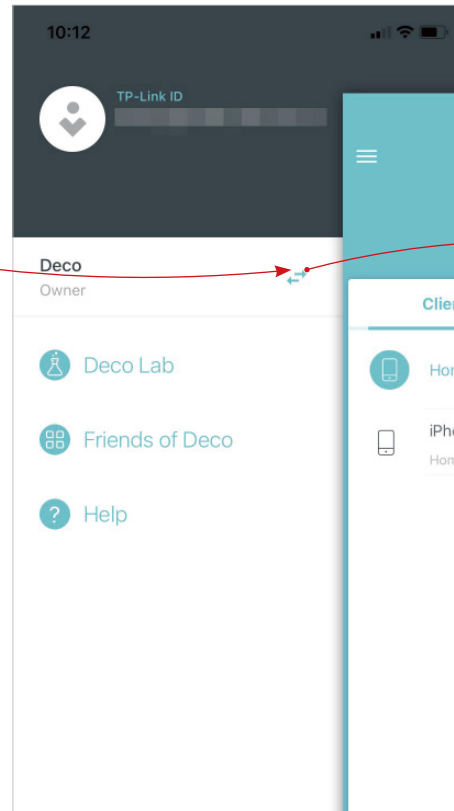 10:12
TP-Link ID
Deco
Owner
Deco Lab
Friends of Deco
Help